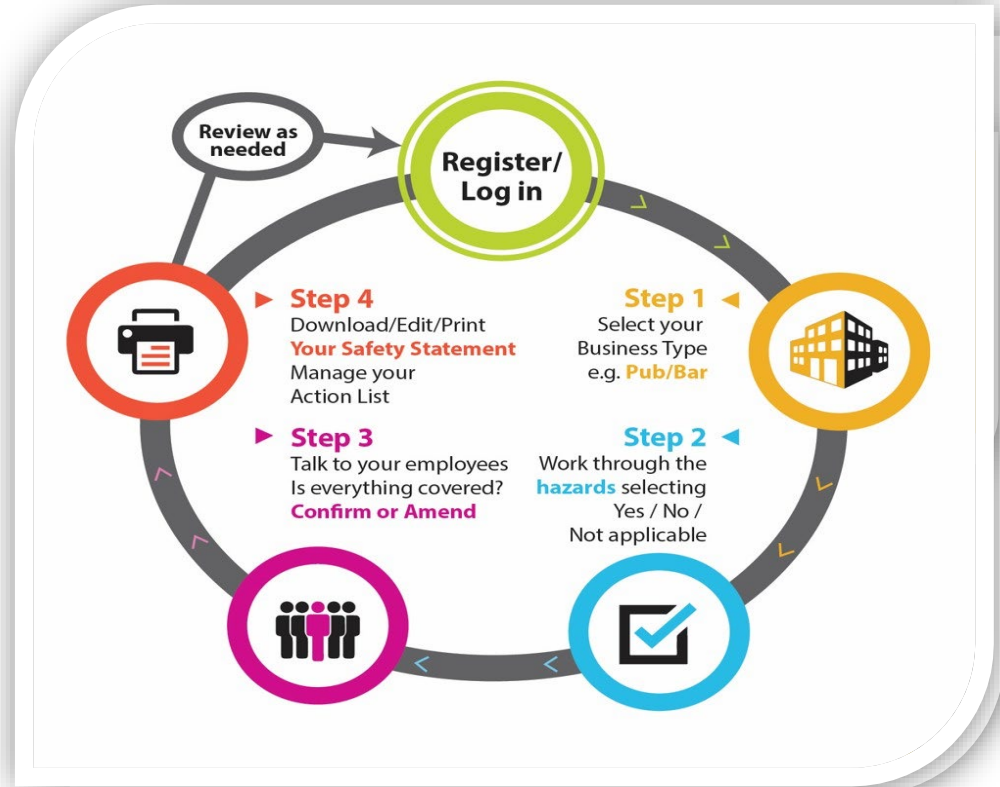 Review as
needed
Register/
Log in
Step 1
Select your
Business Type
e.g. Pub/Bar
Step 2
Work through the
hazards selecting
Yes / No /
Not applicable
Step 3
Talk to your employees
Is everything covered?
Confirm or Amend
Step 4
Download/Edit/Print
Your Safety Statement
Manage your
Action List